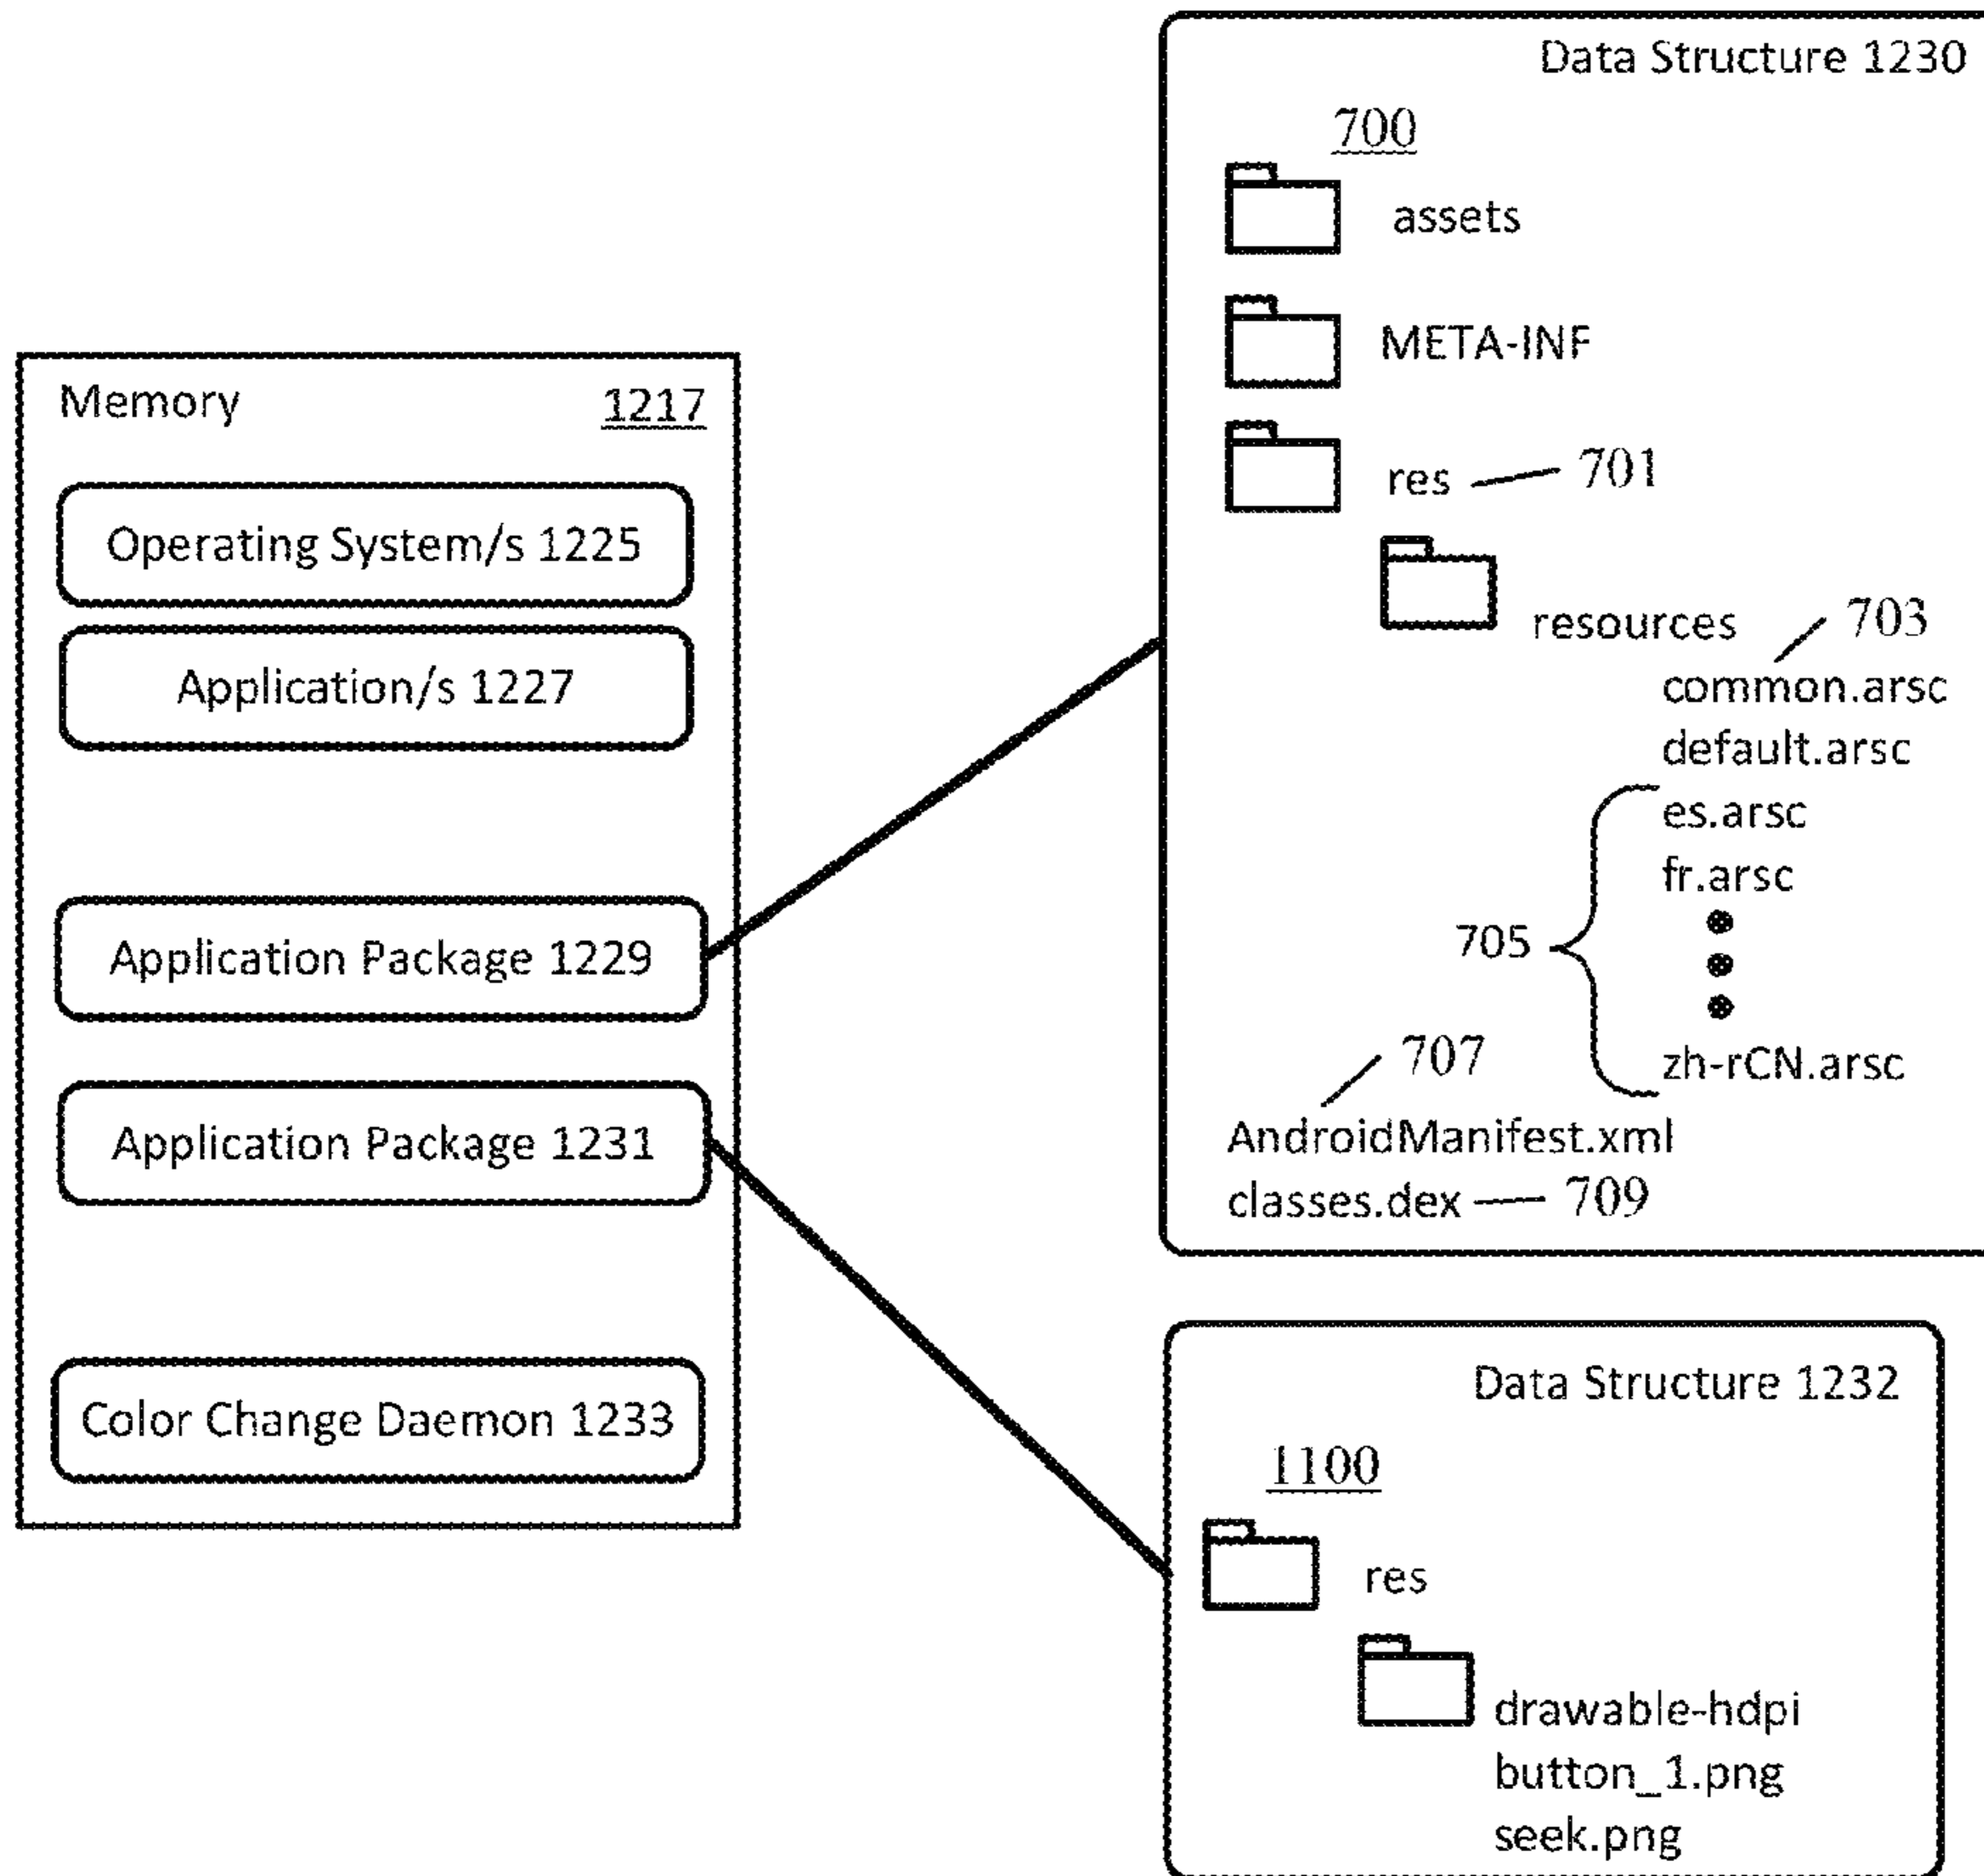 Memory 1217
Operating System/s 1225
Application/s 1227
Application Package 1229
Application Package 1231
Color Change Daemon 1233
Data Structure 1230
700
assets
META-INF
res 701
resources 703
common.arsc
default.arsc
es.arsc
fr.arsc
705
zh-rCN.arsc
707
AndroidManifest.xml
classes.dex 709
Data Structure 1232
1100
res
drawable-hdpi
button_1.png
seek.png